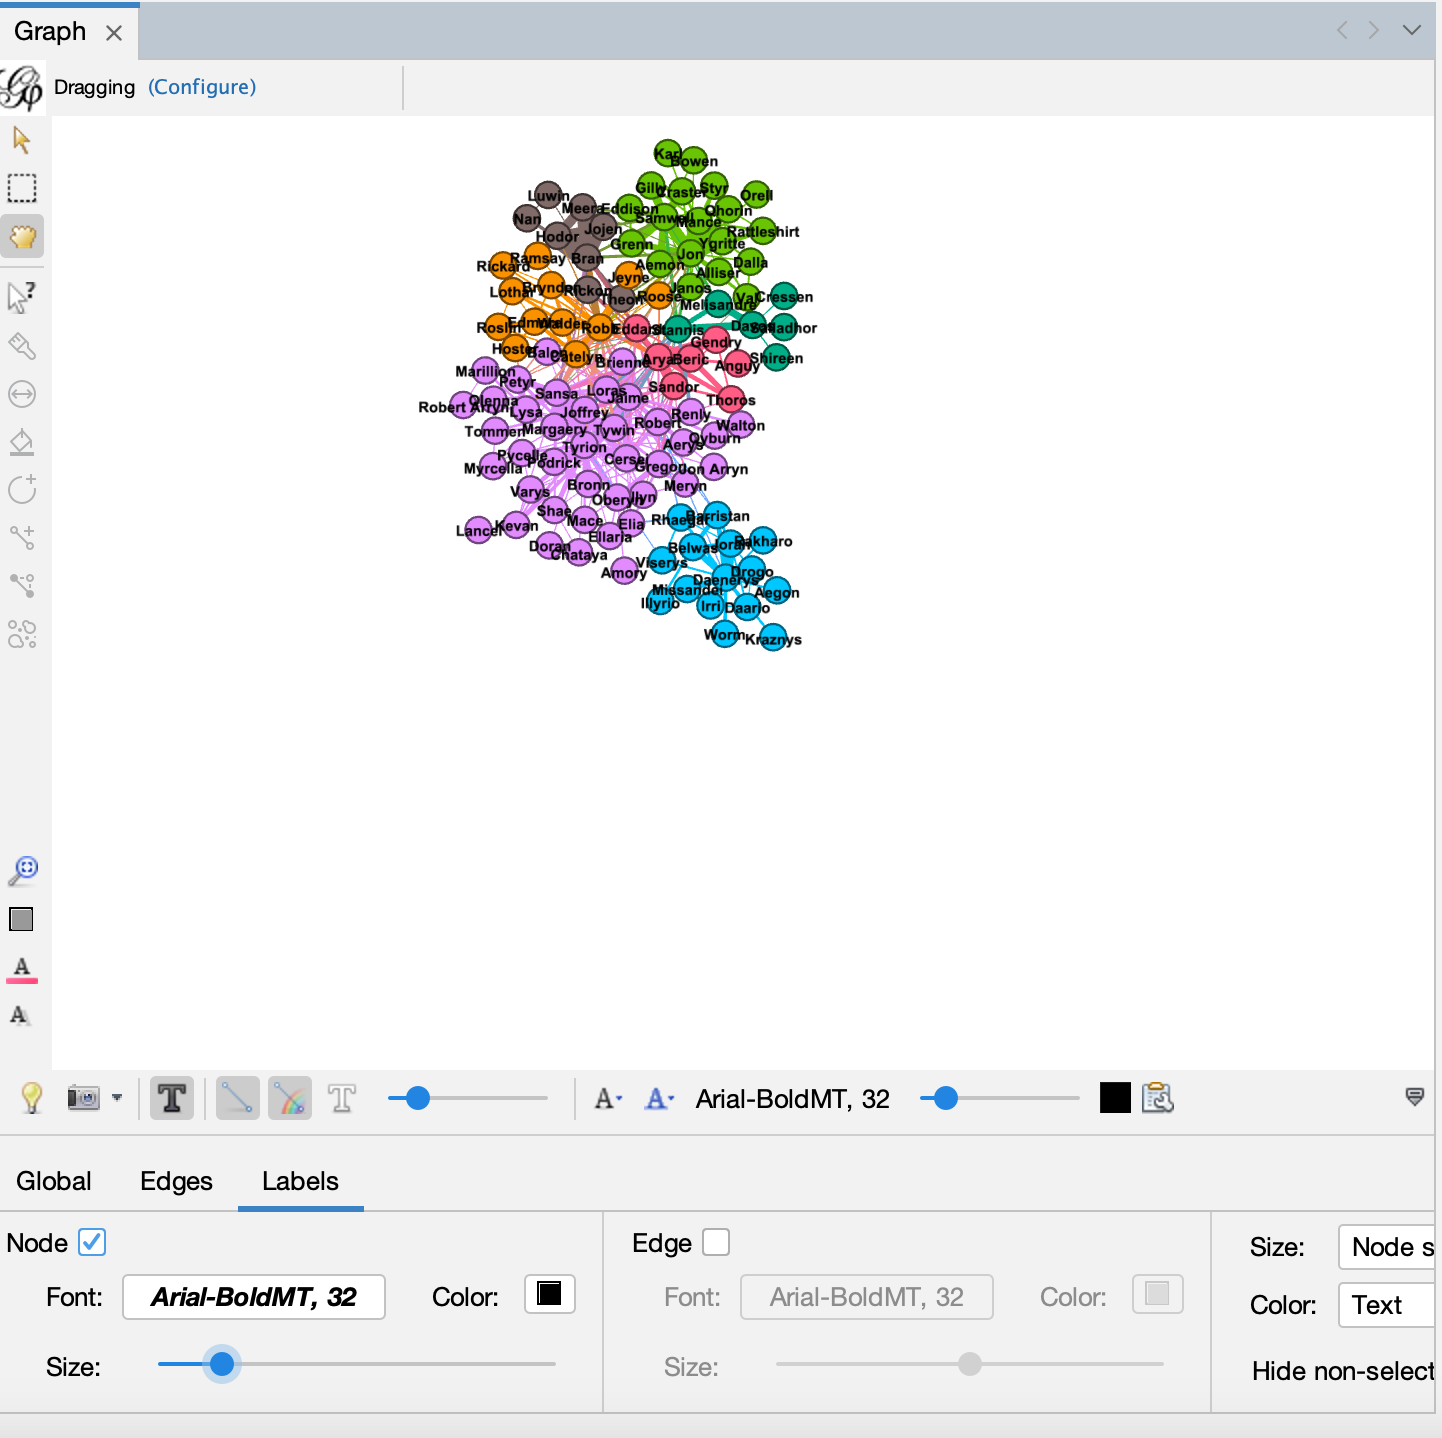 Graph
Dragging (Configure)
Karl
Bowen
Gilly Craster Styr Orell
Luwin
Nan Meera Eddison Samwell Mance Qhorin
Hodor Jojen Grenn Ygritte Rattleshirt
Rickard Ramsay Bran Aemon Jon Alliser Dalla
Jeyne
Lothar Brynden Rickon Theon Roose Janos Melisandre Val Cressen
Roslin Edmure Walder Robb Eddard Stannis Davos Salladhor
Hoster Balon Catelyn Brienne Arya Beric Gendry Anguy Shireen
Marillion Petyr Sansa Loras Jaime Sandor Thoros
Robert Arryn Olenna Lysa Joffrey Robert Renly Walton
Tommen Margaery Tywin Aerys Qyburn
Myrcella Pycelle Podrick Tyrion Cersei Gregor Jon Arryn
Varys Bronn Oberyn Ilyn Meryn
Lancel Kevan Shae Mace Elia Rhaegar Barristan
Doran Chataya Ellaria Belwas Jorah Rakharo
Amory Viserys Daenerys Drogo
Missandei Aegon
Illyrio Irri Daario
Worm Kraznys
T T A A Arial-BoldMT, 32
Global Edges Labels
Node Edge
Font: Arial-BoldMT, 32 Color: Font: Arial-BoldMT, 32 Color:
Size: Size:
Size: Node s
Color: Text
Hide non-select